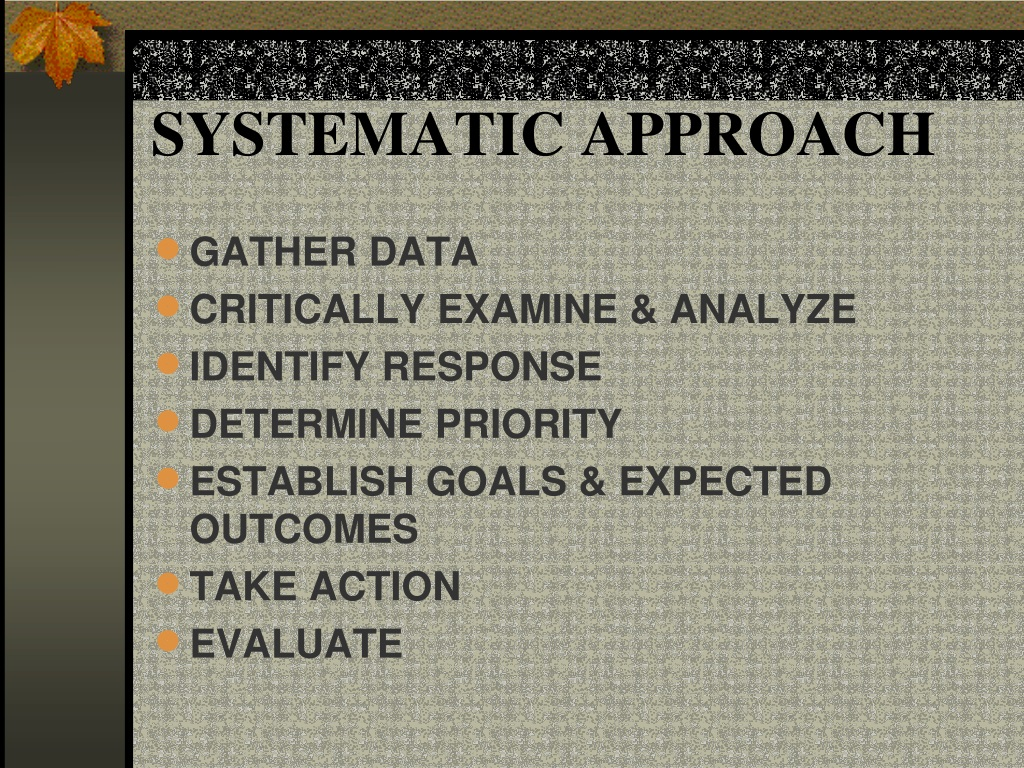 SYSTEMATIC APPROACH
GATHER DATA
CRITICALLY EXAMINE & ANALYZE
IDENTIFY RESPONSE
DETERMINE PRIORITY
ESTABLISH GOALS & EXPECTED
OUTCOMES
TAKE ACTION
EVALUATE